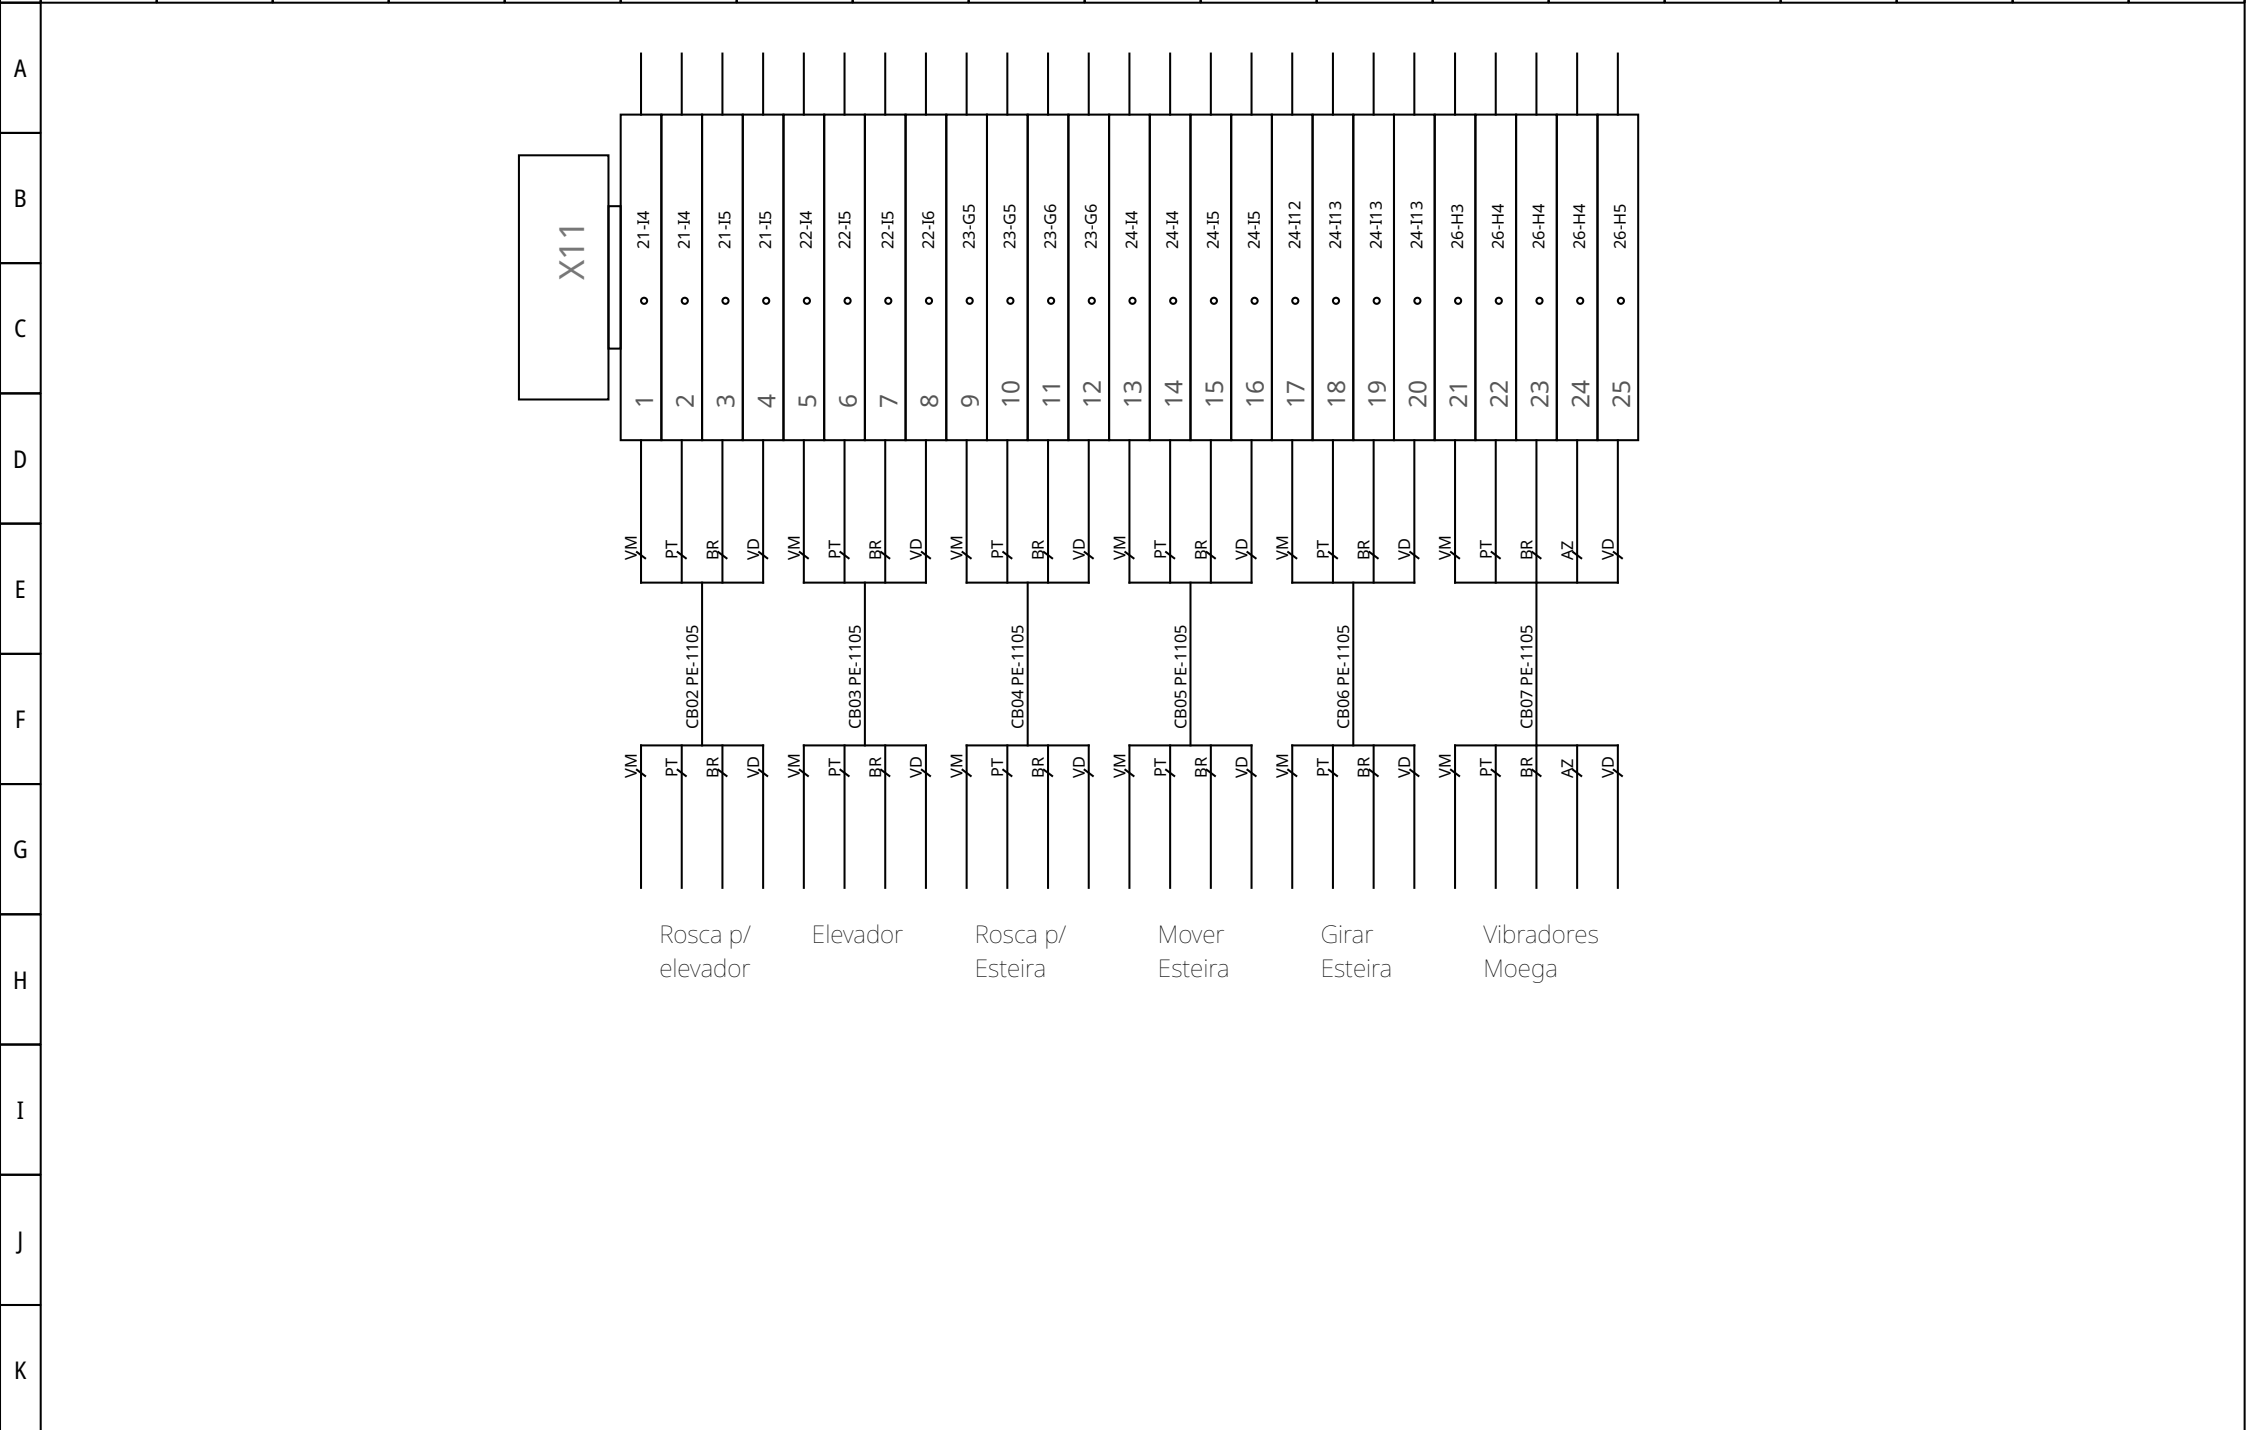 A
B
C
D
E
F
G
H
I
J
K
X11
21-I4 21-I4 21-I5 21-I5 22-I4 22-I5 22-I5 22-I6 23-G5 23-G5 23-G6 23-G6 24-I4 24-I4 24-I5 24-I5 24-I12 24-I13 24-I13 24-I13 26-H3 26-H4 26-H4 26-H4 26-H5
1 2 3 4 5 6 7 8 9 10 11 12 13 14 15 16 17 18 19 20 21 22 23 24 25
VM PT BR VD VM PT BR VD VM PT BR VD VM PT BR VD VM PT BR VD VM PT BR AZ VD
CB02 PE-1105
CB03 PE-1105
CB04 PE-1105
CB05 PE-1105
CB06 PE-1105
CB07 PE-1105
VM PT BR VD VM PT BR VD VM PT BR VD VM PT BR VD VM PT BR VD VM PT BR AZ VD
Rosca p/
elevador
Elevador
Rosca p/
Esteira
Mover
Esteira
Girar
Esteira
Vibradores
Moega